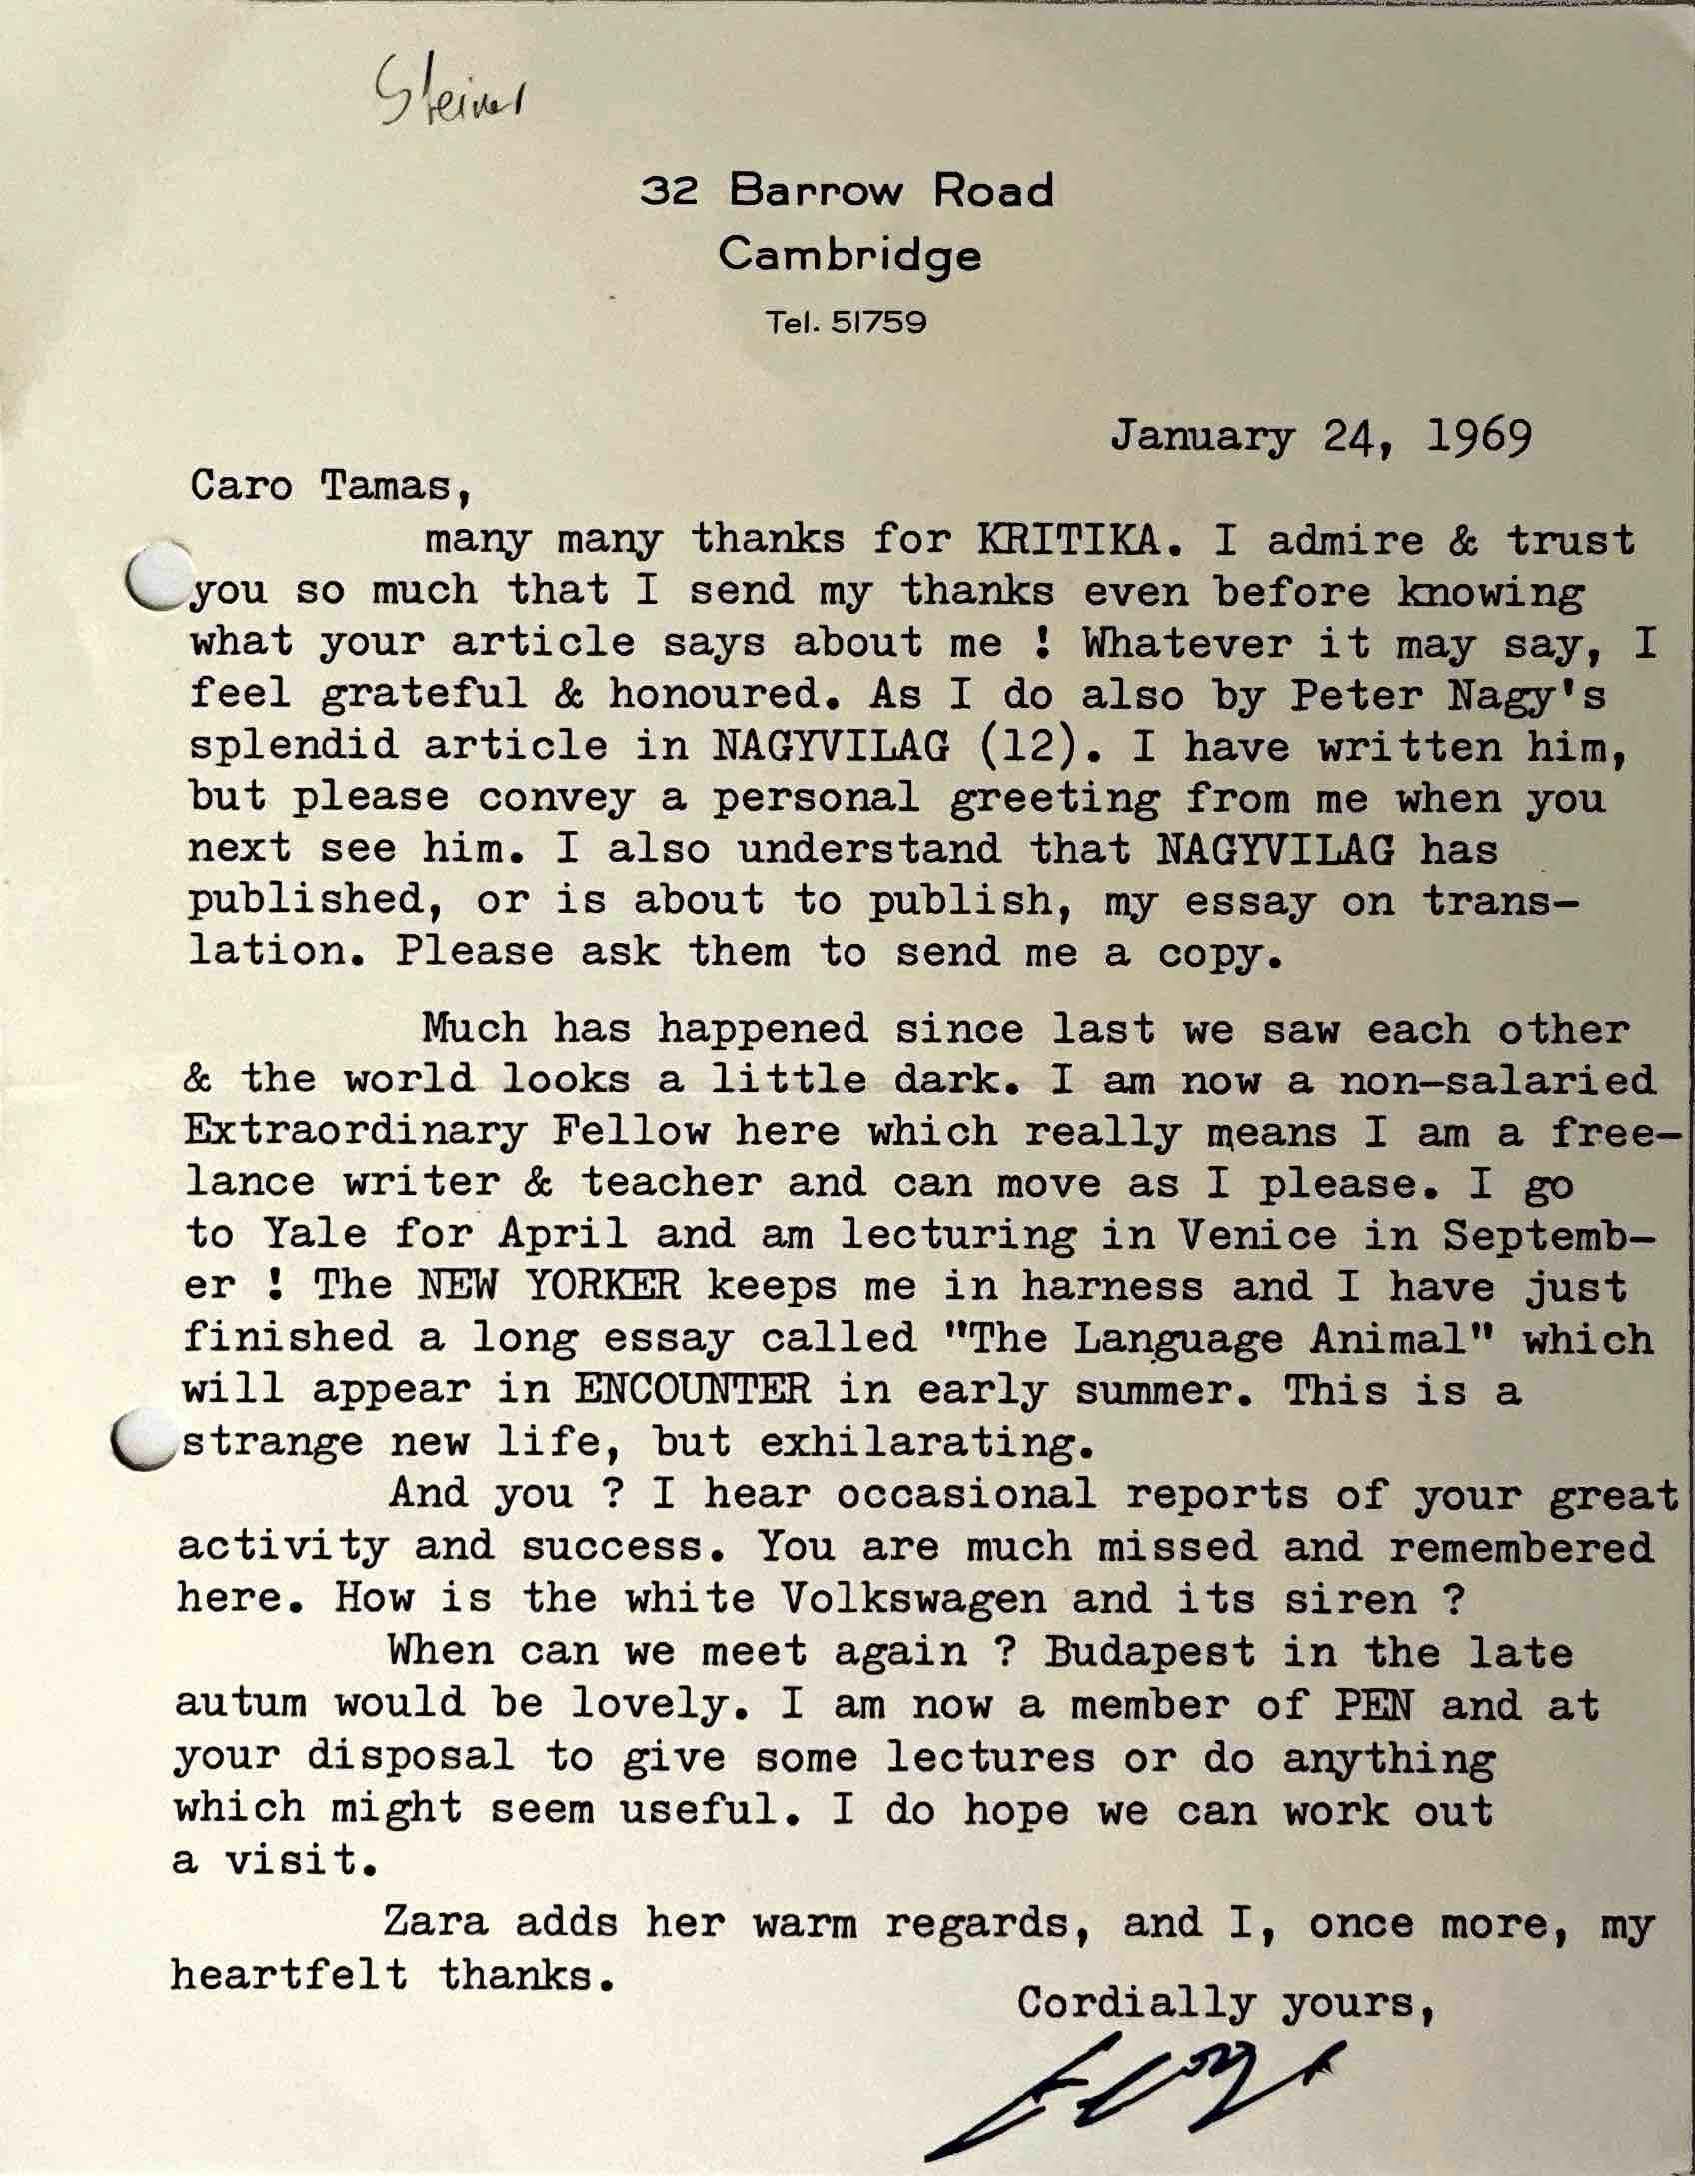 Steiner
32 Barrow Road
Cambridge
Tel. 51759
January 24, 1969
Caro Tamas,
many many thanks for KRITIKA. I admire & trust
you so much that I send my thanks even before knowing
what your article says about me ! Whatever it may say, I
feel grateful & honoured. As I do also by Peter Nagy's
splendid article in NAGYVILAG (12). I have written him,
but please convey a personal greeting from me when you
next see him. I also understand that NAGYVILAG has
published, or is about to publish, my essay on trans-
lation. Please ask them to send me a copy.
Much has happened since last we saw each other
& the world looks a little dark. I am now a non-salaried
Extraordinary Fellow here which really means I am a free-
lance writer & teacher and can move as I please. I go
to Yale for April and am lecturing in Venice in Septemb-
er ! The NEW YORKER keeps me in harness and I have just
finished a long essay called "The Language Animal" which
will appear in ENCOUNTER in early summer. This is a
strange new life, but exhilarating.
And you ? I hear occasional reports of your great
activity and success. You are much missed and remembered
here. How is the white Volkswagen and its siren ?
When can we meet again ? Budapest in the late
autum would be lovely. I am now a member of PEN and at
your disposal to give some lectures or do anything
which might seem useful. I do hope we can work out
a visit.
Zara adds her warm regards, and I, once more, my
heartfelt thanks.
Cordially yours,